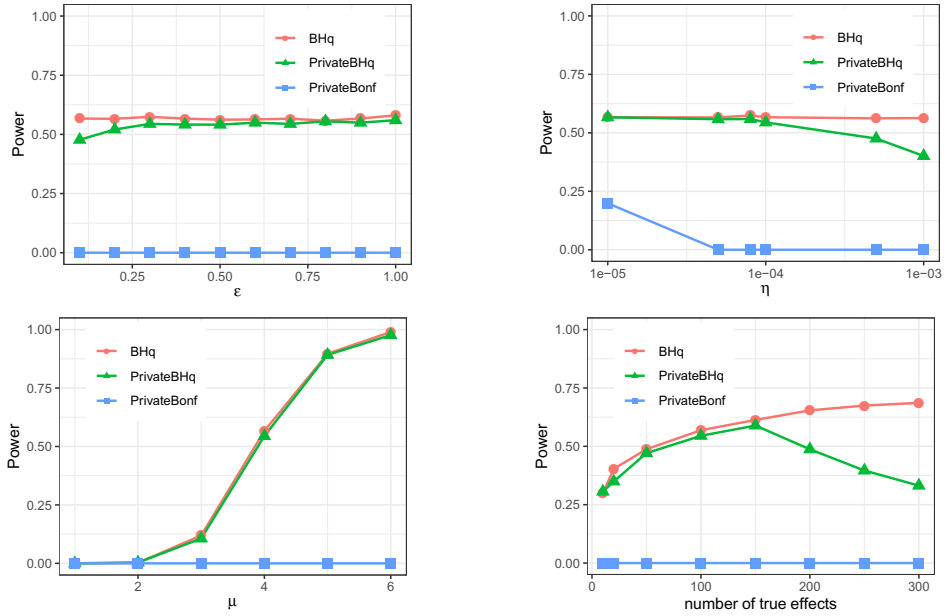 1.00
0.75
0.50
0.25
0.00
Power
BHq
PrivateBHq
PrivateBonf
0.25
0.50
0.75
1.00
ε
1.00
0.75
0.50
0.25
0.00
Power
BHq
PrivateBHq
PrivateBonf
1e−05
1e−04
1e−03
η
1.00
0.75
0.50
0.25
0.00
Power
BHq
PrivateBHq
PrivateBonf
2
4
6
μ
1.00
0.75
0.50
0.25
0.00
Power
BHq
PrivateBHq
PrivateBonf
0
100
200
300
number of true effects